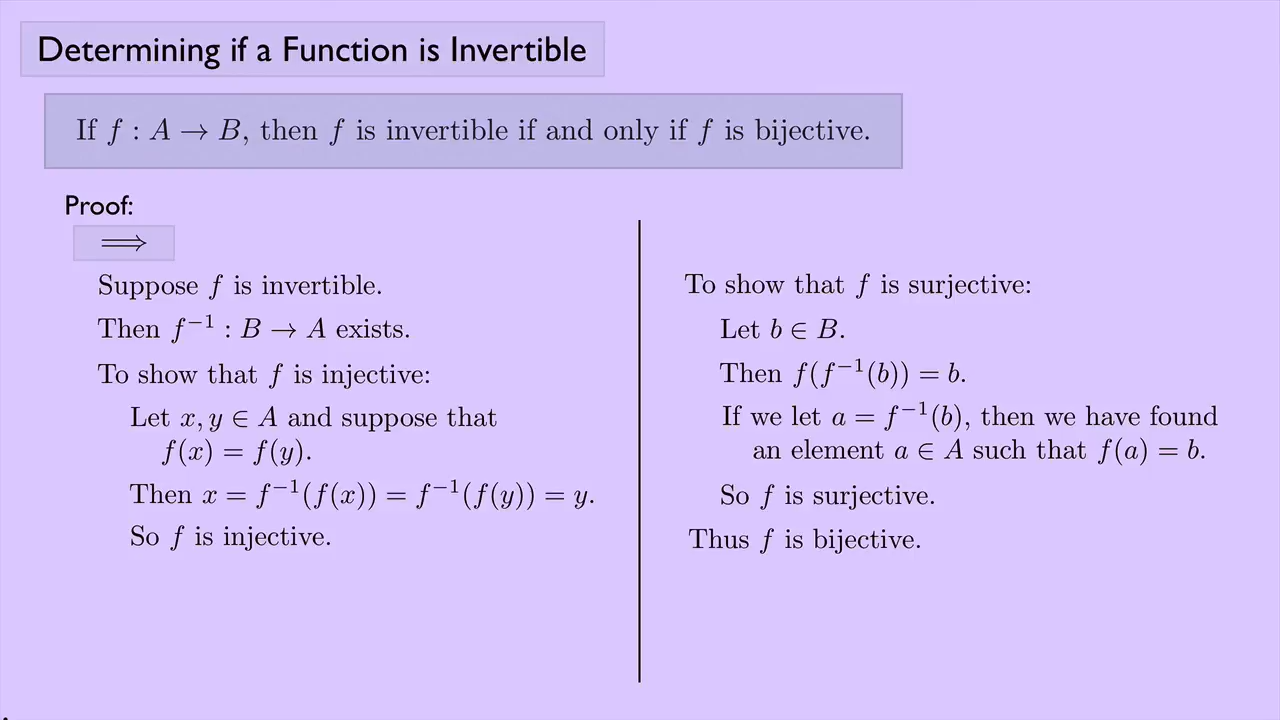 Determining if a Function is Invertible
If f : A → B, then f is invertible if and only if f is bijective.
Proof:
⟹
Suppose f is invertible.
Then f⁻¹ : B → A exists.
To show that f is injective:
Let x, y ∈ A and suppose that
f(x) = f(y).
Then x = f⁻¹(f(x)) = f⁻¹(f(y)) = y.
So f is injective.
To show that f is surjective:
Let b ∈ B.
Then f(f⁻¹(b)) = b.
If we let a = f⁻¹(b), then we have found
an element a ∈ A such that f(a) = b.
So f is surjective.
Thus f is bijective.